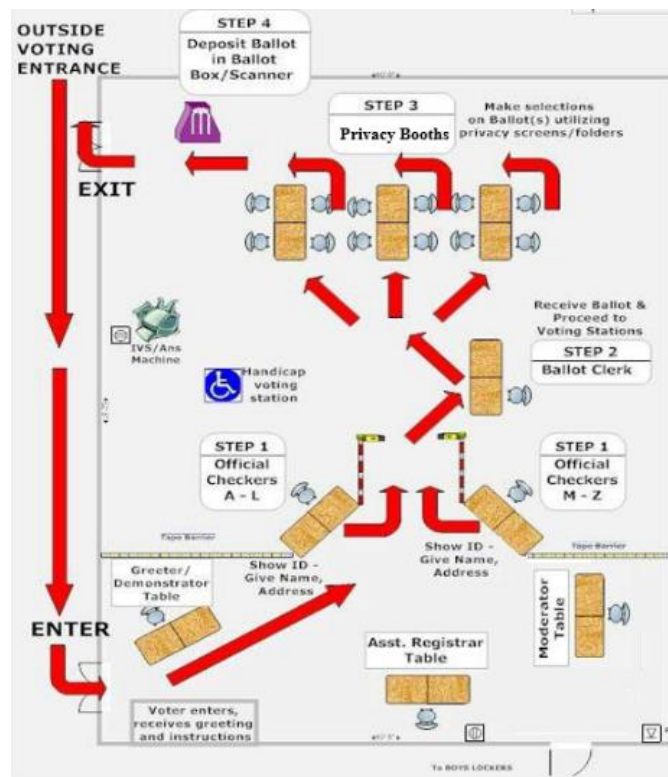 OUTSIDE
VOTING
ENTRANCE
STEP 4
Deposit Ballot
in Ballot
Box/Scanner
STEP 3
Privacy Booths
Make selections
on Ballot(s) utilizing
privacy screens/folders
EXIT
IVS/Ans
Machine
Handicap
voting
station
Receive Ballot &
Proceed to
Voting Stations
STEP 2
Ballot Clerk
STEP 1
Official
Checkers
A - L
STEP 1
Official
Checkers
M - Z
Tape Barrier
Show ID -
Give Name,
Address
Show ID -
Give Name,
Address
Tape Barrier
Greeter/
Demonstrator
Table
ENTER
Asst. Registrar
Table
Moderator
Table
Voter enters,
receives greeting
and instructions
To BOYS LOCKERS